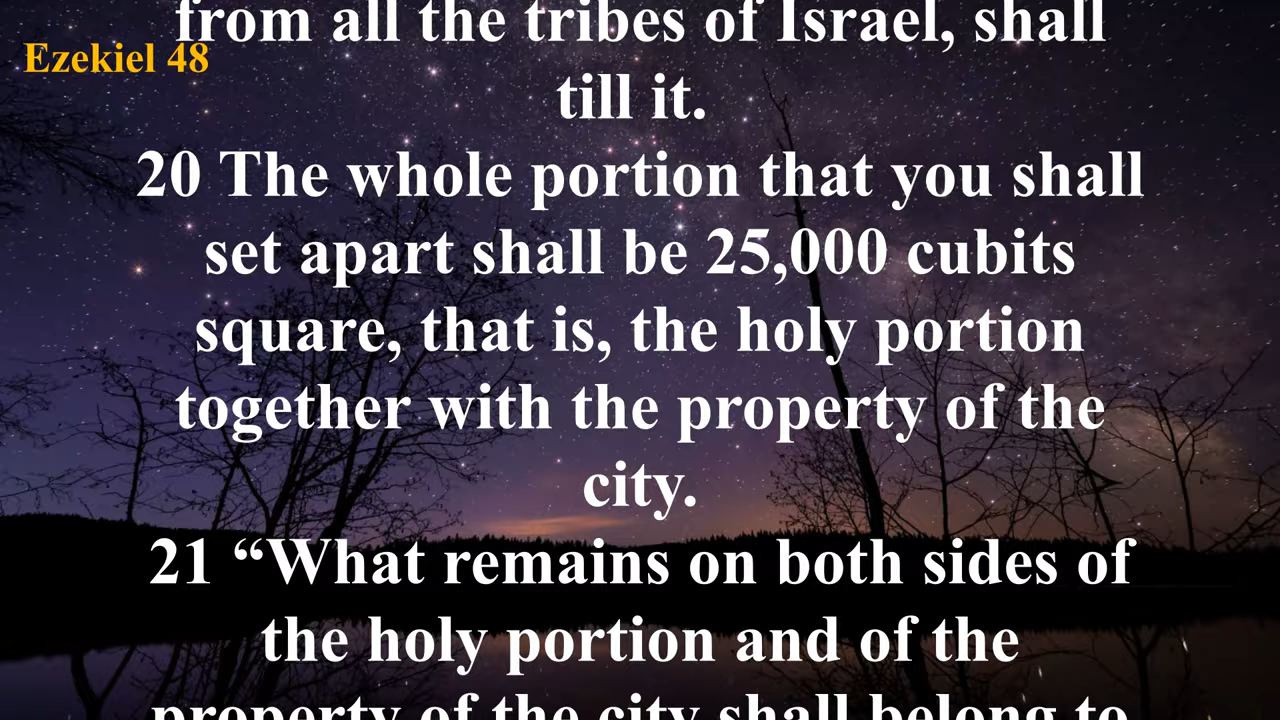 from all the tribes of Israel, shall
Ezekiel 48
till it.
20 The whole portion that you shall
set apart shall be 25,000 cubits
square, that is, the holy portion
together with the property of the
city.
21 “What remains on both sides of
the holy portion and of the
property of the city shall belong to